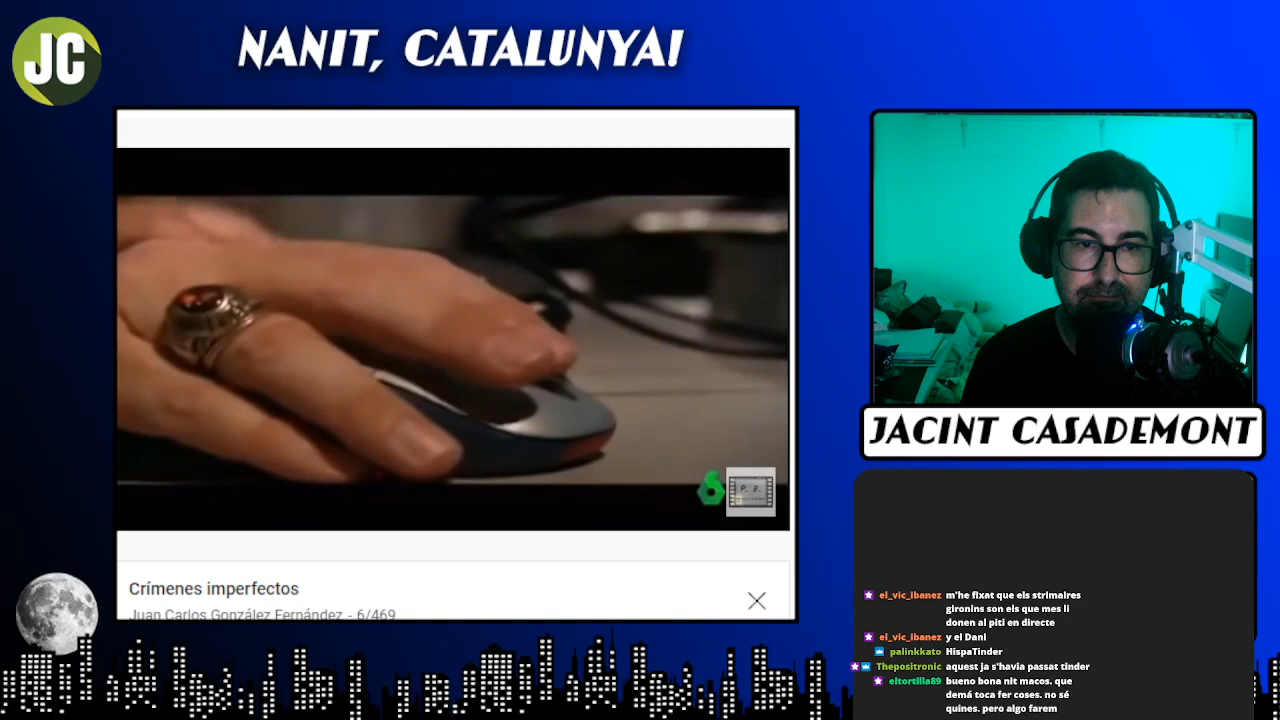 JC
NANIT, CATALUNYA!
P. F.
Crímenes imperfectos
Juan Carlos González Fernández - 6/469
JACINT CASADEMONT
el_vic_ibanez m'he fixat que els strimaires
gironins son els que mes li
donen al piti en directe
el_vic_ibanez y el Dani
palinkkato HispaTinder
Thepositronic aquest ja s'havia passat tinder
eltortilla89 bueno bona nit macos. que
demá toca fer coses. no sé
quines. pero algo farem